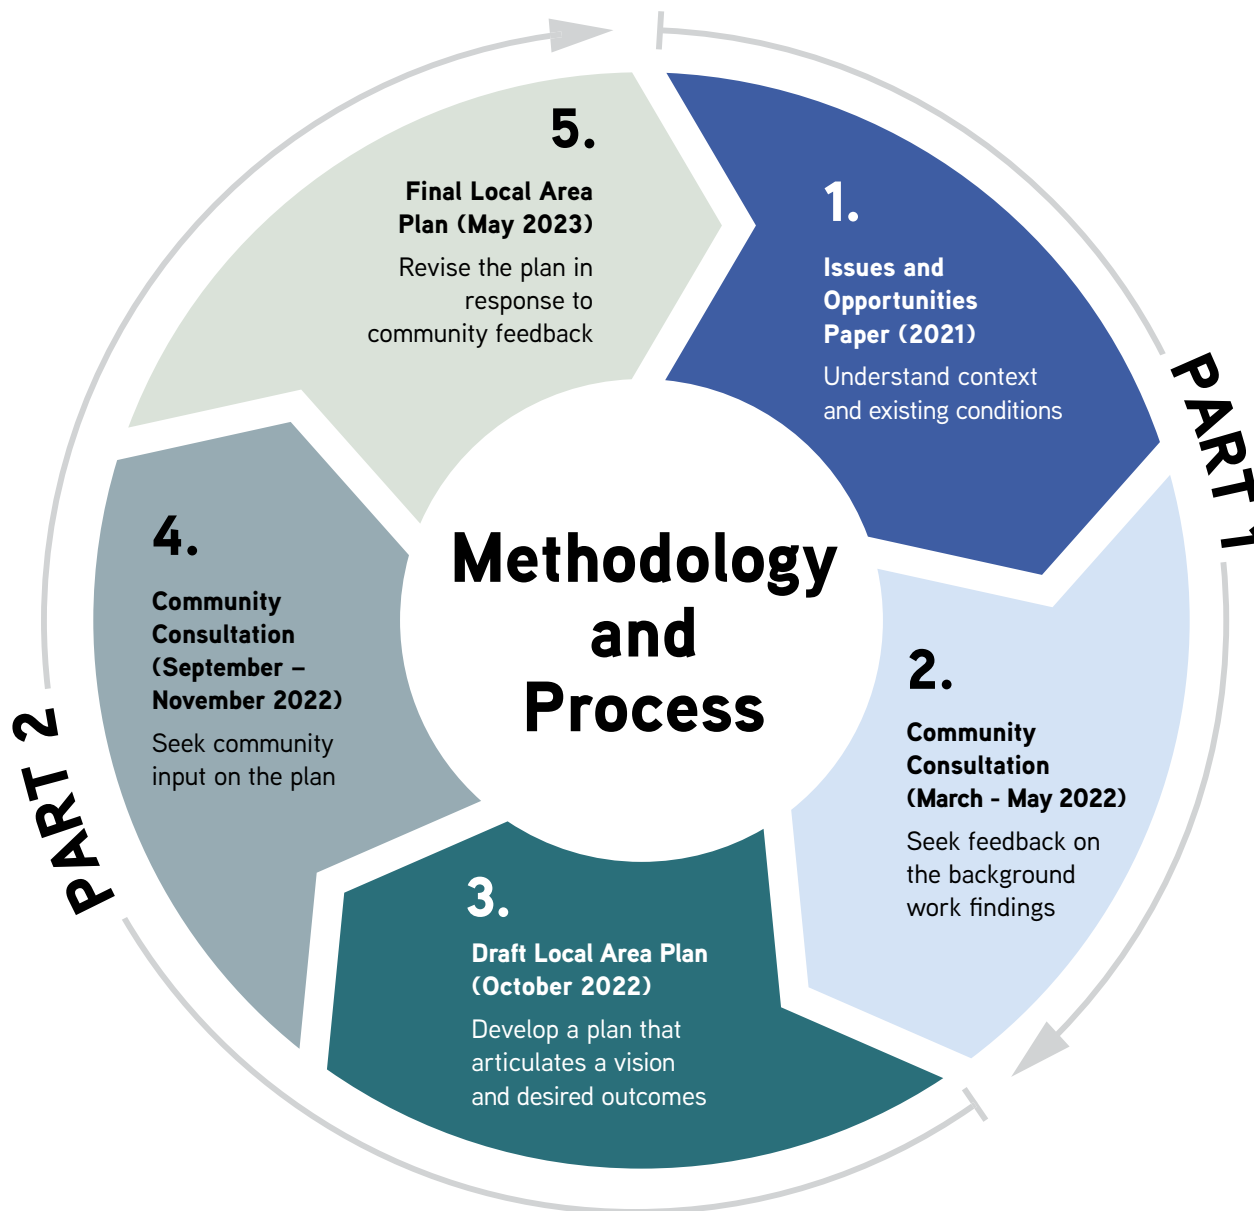 Methodology
and
Process
PART 1
1.
Issues and
Opportunities
Paper (2021)
Understand context
and existing conditions
2.
Community
Consultation
(March - May 2022)
Seek feedback on
the background
work findings
PART 2
3.
Draft Local Area Plan
(October 2022)
Develop a plan that
articulates a vision
and desired outcomes
4.
Community
Consultation
(September –
November 2022)
Seek community
input on the plan
5.
Final Local Area
Plan (May 2023)
Revise the plan in
response to
community feedback